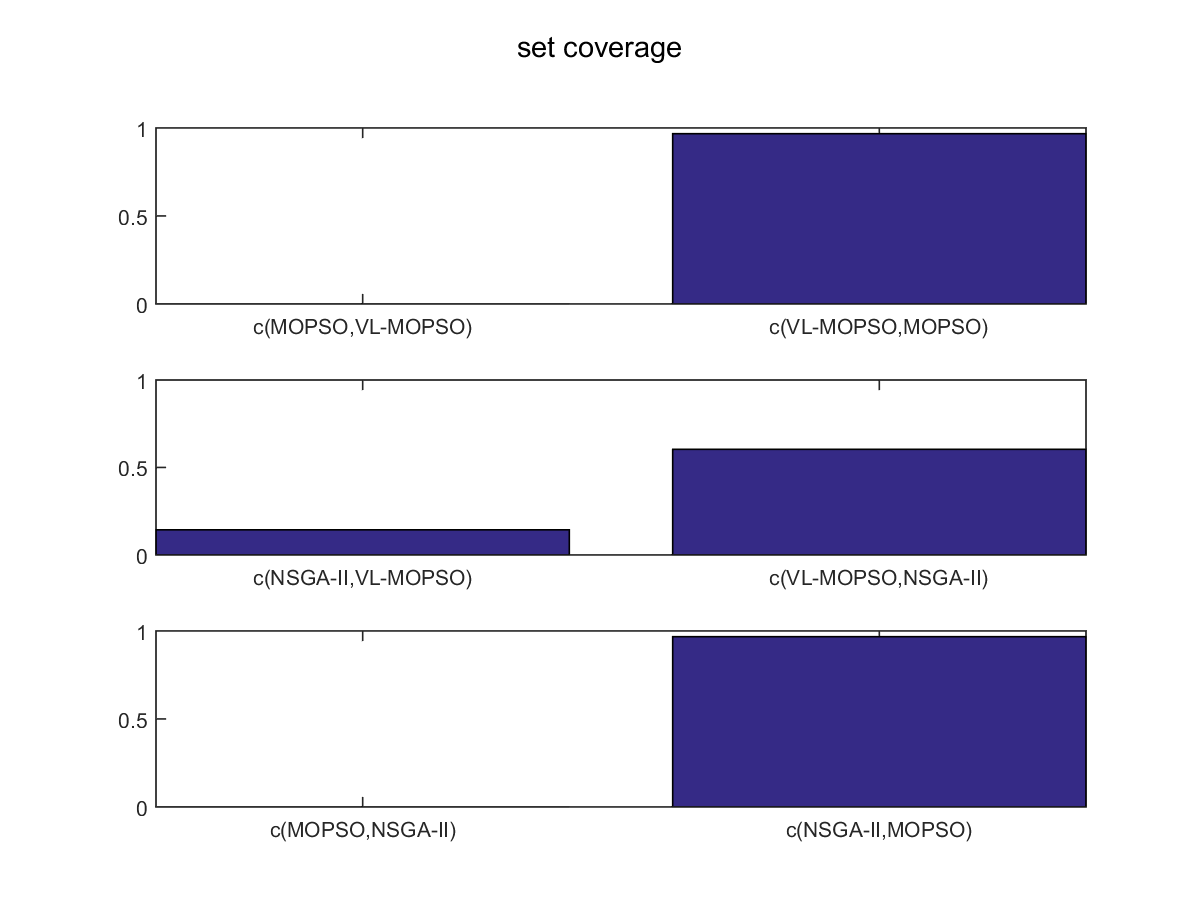 set coverage
1
0.5
0
c(MOPSO,VL-MOPSO) c(VL-MOPSO,MOPSO)
1
0.5
0
c(NSGA-II,VL-MOPSO) c(VL-MOPSO,NSGA-II)
1
0.5
0
c(MOPSO,NSGA-II) c(NSGA-II,MOPSO)